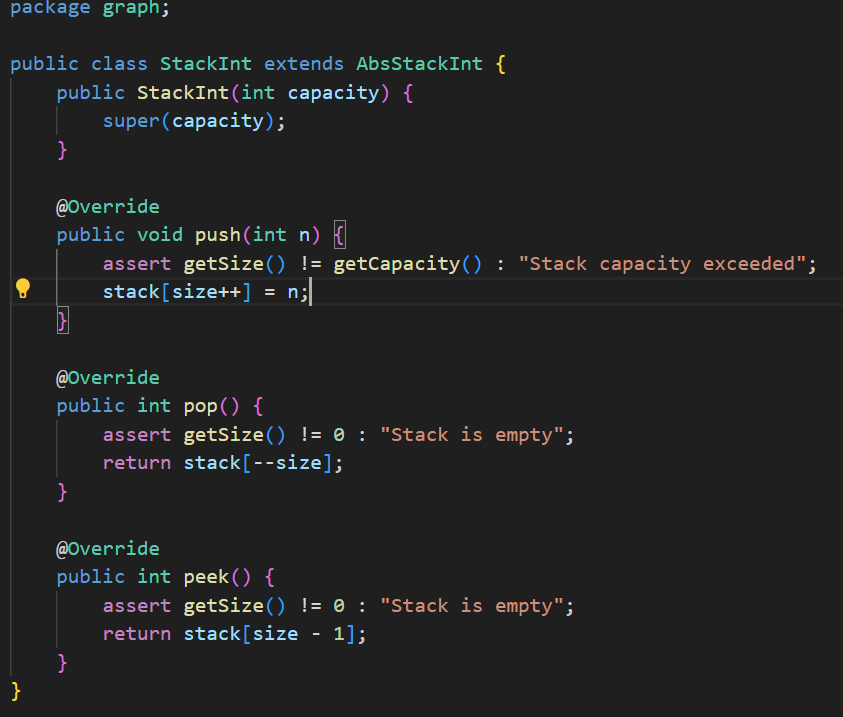 package graph;
public class StackInt extends AbsStackInt {
    public StackInt(int capacity) {
        super(capacity);
    }
    @Override
    public void push(int n) {
        assert getSize() != getCapacity() : "Stack capacity exceeded";
        stack[size++] = n;
    }
    @Override
    public int pop() {
        assert getSize() != 0 : "Stack is empty";
        return stack[--size];
    }
    @Override
    public int peek() {
        assert getSize() != 0 : "Stack is empty";
        return stack[size - 1];
    }
}